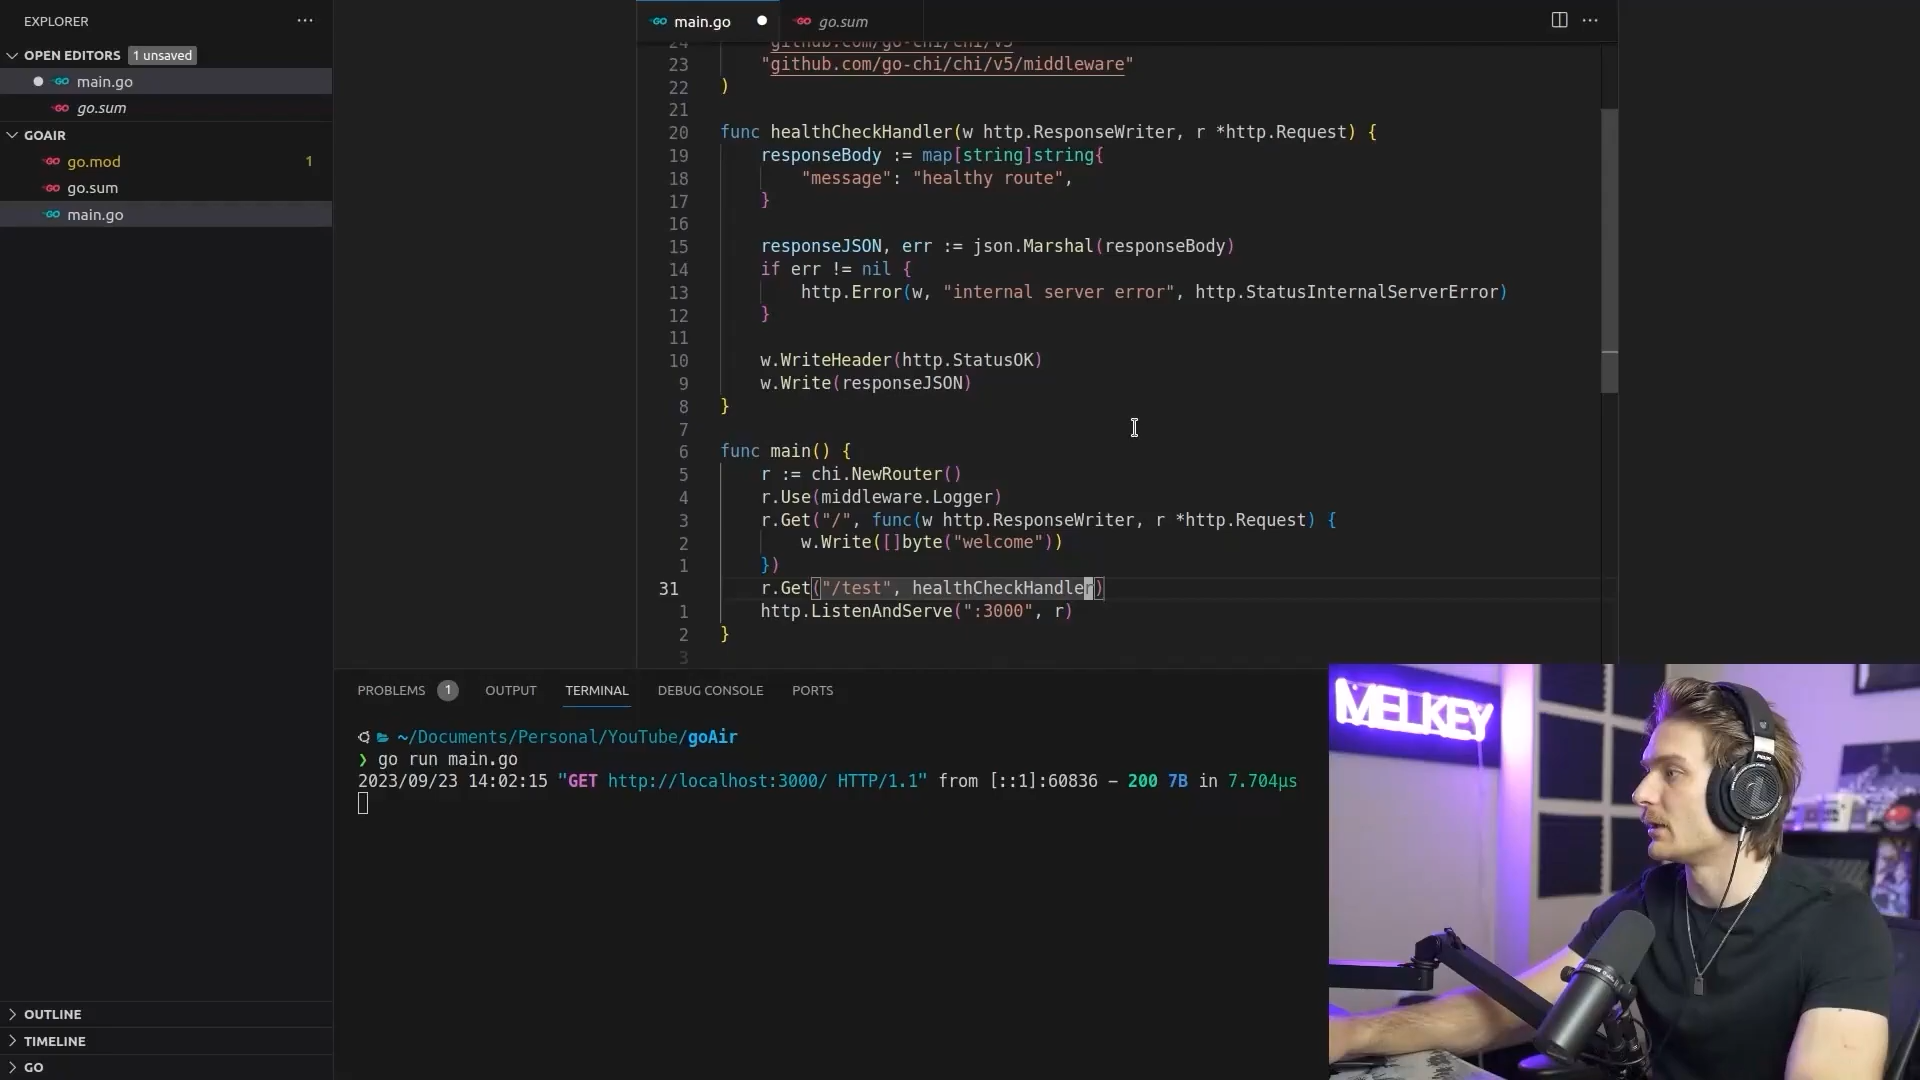 EXPLORER
OPEN EDITORS 1 unsaved
main.go
go.sum
GOAIR
go.mod 1
go.sum
main.go
OUTLINE
TIMELINE
GO
main.go go.sum
24 "github.com/go-chi/chi/v5"
23 "github.com/go-chi/chi/v5/middleware"
22 )
21
20 func healthCheckHandler(w http.ResponseWriter, r *http.Request) {
19 responseBody := map[string]string{
18 "message": "healthy route",
17 }
16
15 responseJSON, err := json.Marshal(responseBody)
14 if err != nil {
13 http.Error(w, "internal server error", http.StatusInternalServerError)
12 }
11
10 w.WriteHeader(http.StatusOK)
9 w.Write(responseJSON)
8 }
7
6 func main() {
5 r := chi.NewRouter()
4 r.Use(middleware.Logger)
3 r.Get("/", func(w http.ResponseWriter, r *http.Request) {
2 w.Write([]byte("welcome"))
1 })
31 r.Get("/test", healthCheckHandler)
1 http.ListenAndServe(":3000", r)
2 }
3
PROBLEMS 1 OUTPUT TERMINAL DEBUG CONSOLE PORTS
~/Documents/Personal/YouTube/goAir
❯ go run main.go
2023/09/23 14:02:15 "GET http://localhost:3000/ HTTP/1.1" from [::1]:60836 – 200 7B in 7.704µs
MELKEY